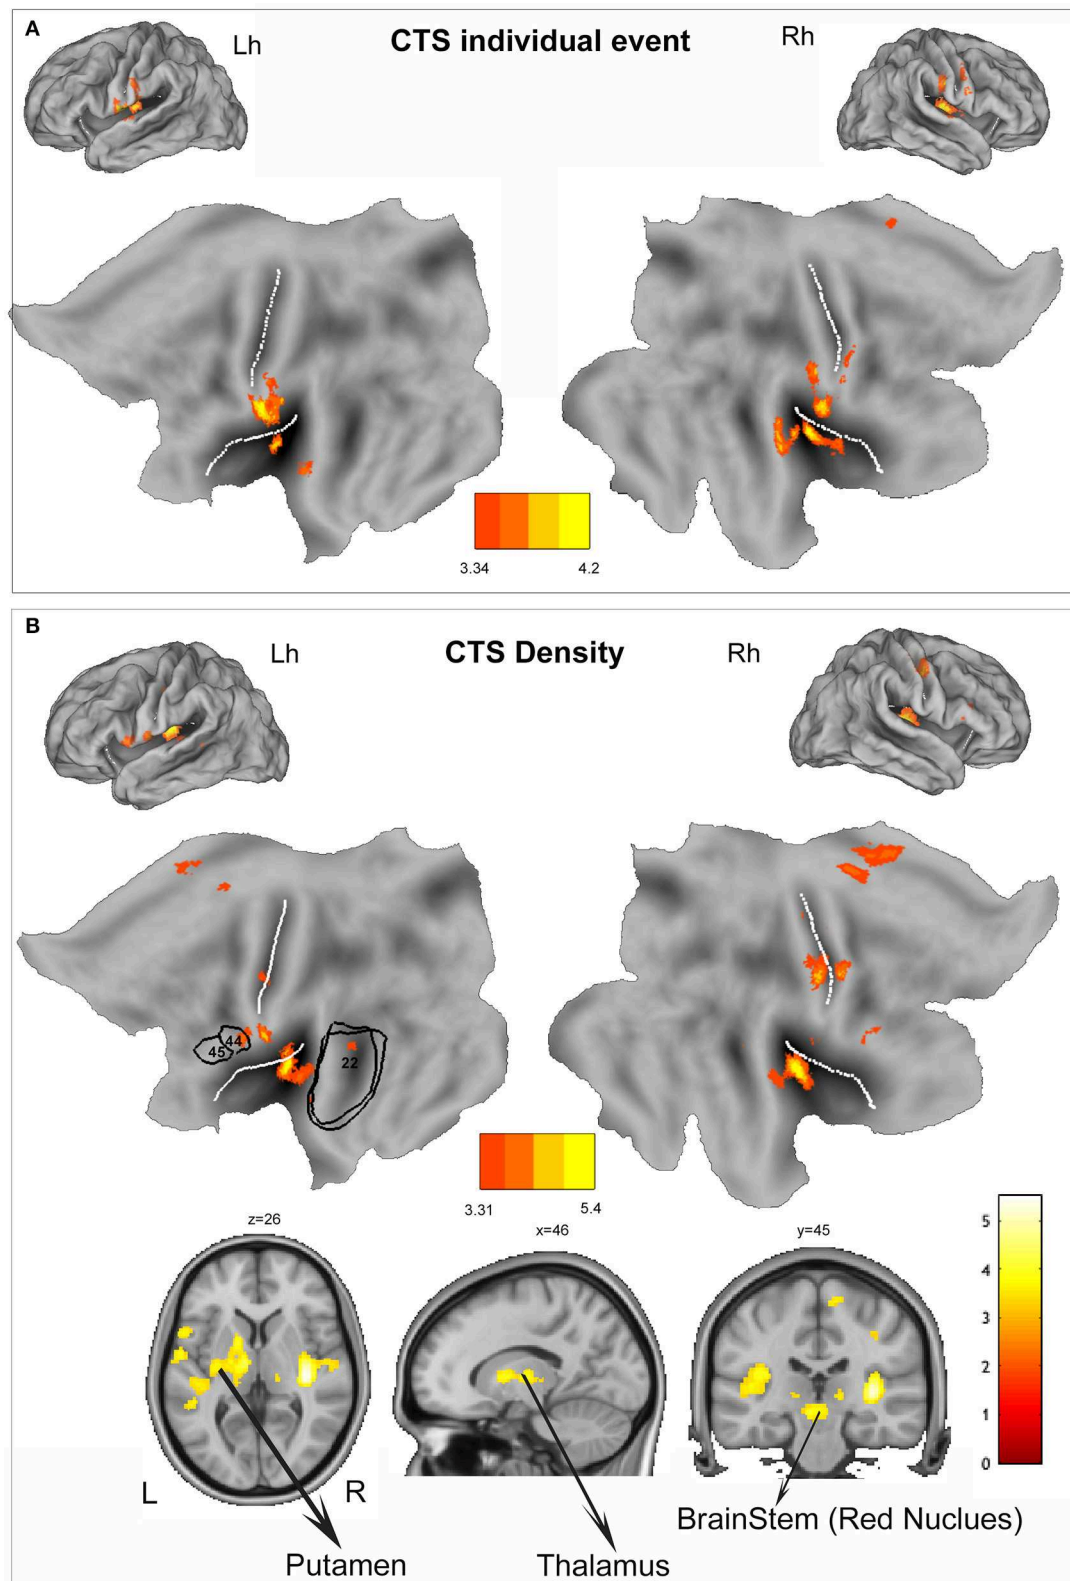 A
Lh
CTS individual event
Rh
3.34 4.2
B
Lh
CTS Density
Rh
44
45
22
3.31 5.4
z=26
x=46
y=45
5
4
3
2
1
0
L R
BrainStem (Red Nuclues)
Putamen
Thalamus